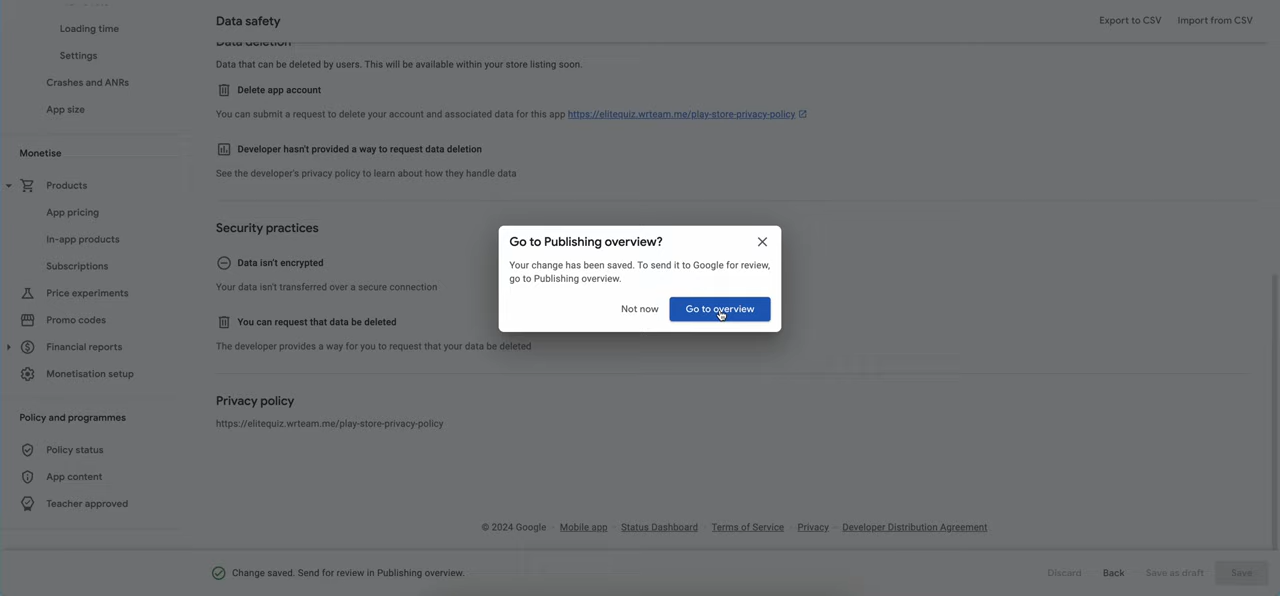 Loading time
Settings
Crashes and ANRs
App size
Monetise
Products
App pricing
In-app products
Subscriptions
Price experiments
Promo codes
Financial reports
Monetisation setup
Policy and programmes
Policy status
App content
Teacher approved
Data safety
Export to CSV
Import from CSV
Data deletion
Data that can be deleted by users. This will be available within your store listing soon.
Delete app account
You can submit a request to delete your account and associated data for this app https://elitequiz.wrteam.me/play-store-privacy-policy
Developer hasn't provided a way to request data deletion
See the developer's privacy policy to learn about how they handle data
Security practices
Data isn't encrypted
Your data isn't transferred over a secure connection
You can request that data be deleted
The developer provides a way for you to request that your data be deleted
Privacy policy
https://elitequiz.wrteam.me/play-store-privacy-policy
Go to Publishing overview?
Your change has been saved. To send it to Google for review,
go to Publishing overview.
Not now
Go to overview
© 2024 Google · Mobile app · Status Dashboard · Terms of Service · Privacy · Developer Distribution Agreement
Change saved. Send for review in Publishing overview.
Discard
Back
Save as draft
Save